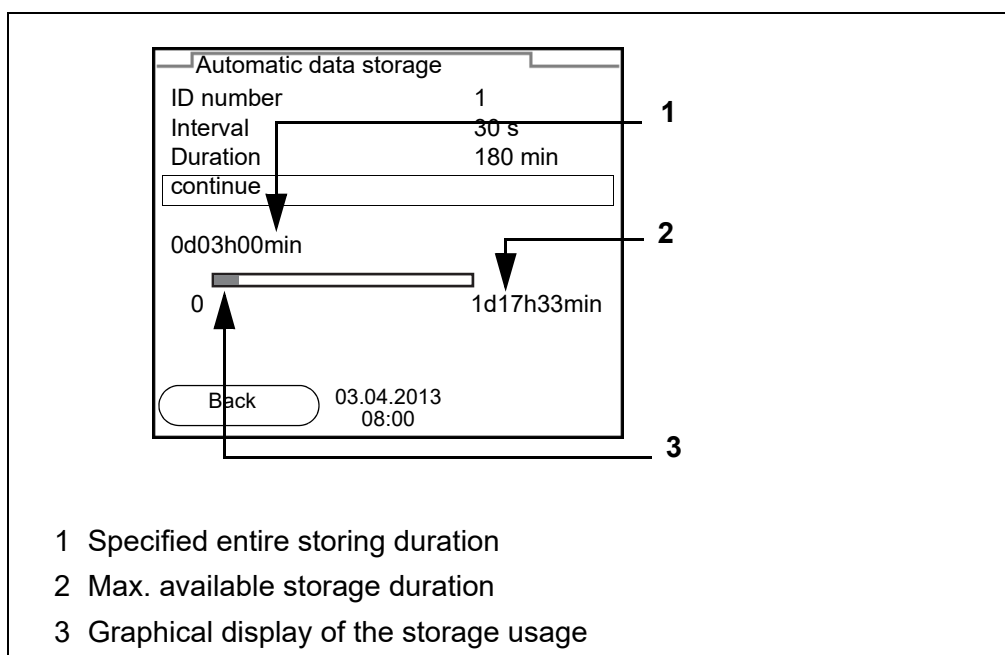 Automatic data storage
ID number 1
Interval 30 s
Duration 180 min
continue
0d03h00min
0 1d17h33min
Back 03.04.2013
08:00
1
2
3
1 Specified entire storing duration
2 Max. available storage duration
3 Graphical display of the storage usage